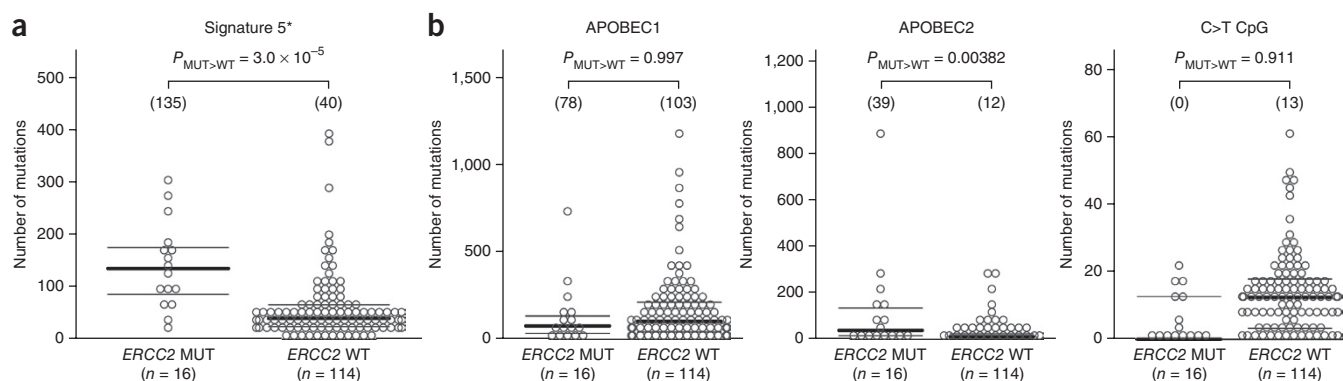 a
Signature 5*
P MUT>WT = 3.0 × 10⁻⁵
(135)
(40)
500
400
300
200
100
0
Number of mutations
ERCC2 MUT
(n = 16)
ERCC2 WT
(n = 114)
b
APOBEC1
P MUT>WT = 0.997
(78)
(103)
1,500
1,000
500
0
Number of mutations
ERCC2 MUT
(n = 16)
ERCC2 WT
(n = 114)
APOBEC2
P MUT>WT = 0.00382
(39)
(12)
1,200
1,000
800
600
400
200
0
Number of mutations
ERCC2 MUT
(n = 16)
ERCC2 WT
(n = 114)
C>T CpG
P MUT>WT = 0.911
(0)
(13)
80
60
40
20
0
Number of mutations
ERCC2 MUT
(n = 16)
ERCC2 WT
(n = 114)